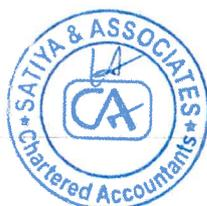 SATIYA & ASSOCIATES
CA
Chartered Accountants